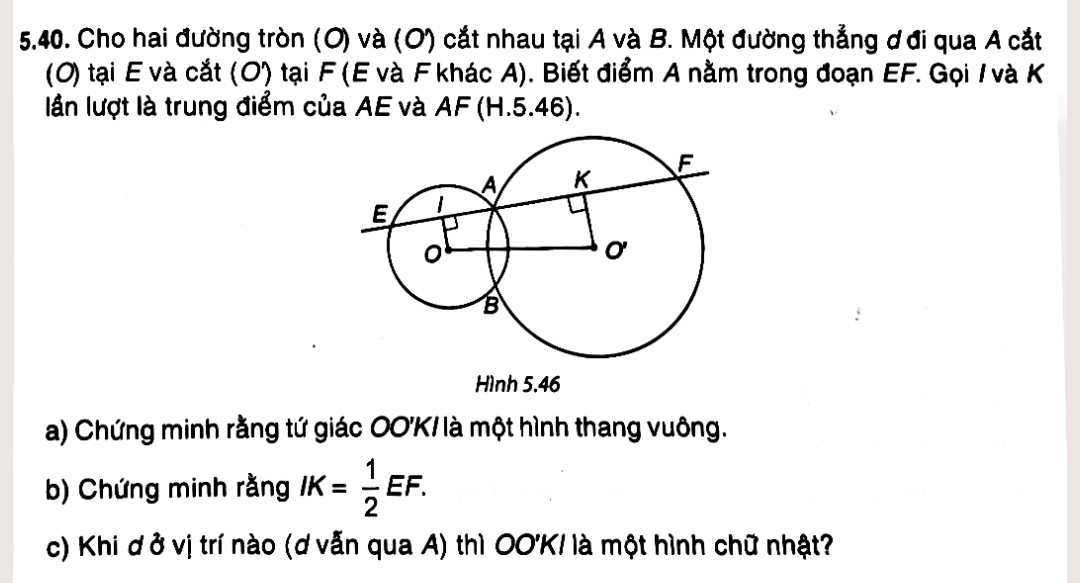 5.40. Cho hai đường tròn (O) và (O') cắt nhau tại A và B. Một đường thẳng d đi qua A cắt
(O) tại E và cắt (O') tại F (E và F khác A). Biết điểm A nằm trong đoạn EF. Gọi I và K
lần lượt là trung điểm của AE và AF (H.5.46).
F
K
A
I
E
O
O'
B
Hình 5.46
a) Chứng minh rằng tứ giác OO'KI là một hình thang vuông.
b) Chứng minh rằng IK = 1/2 EF.
c) Khi d ở vị trí nào (d vẫn qua A) thì OO'KI là một hình chữ nhật?